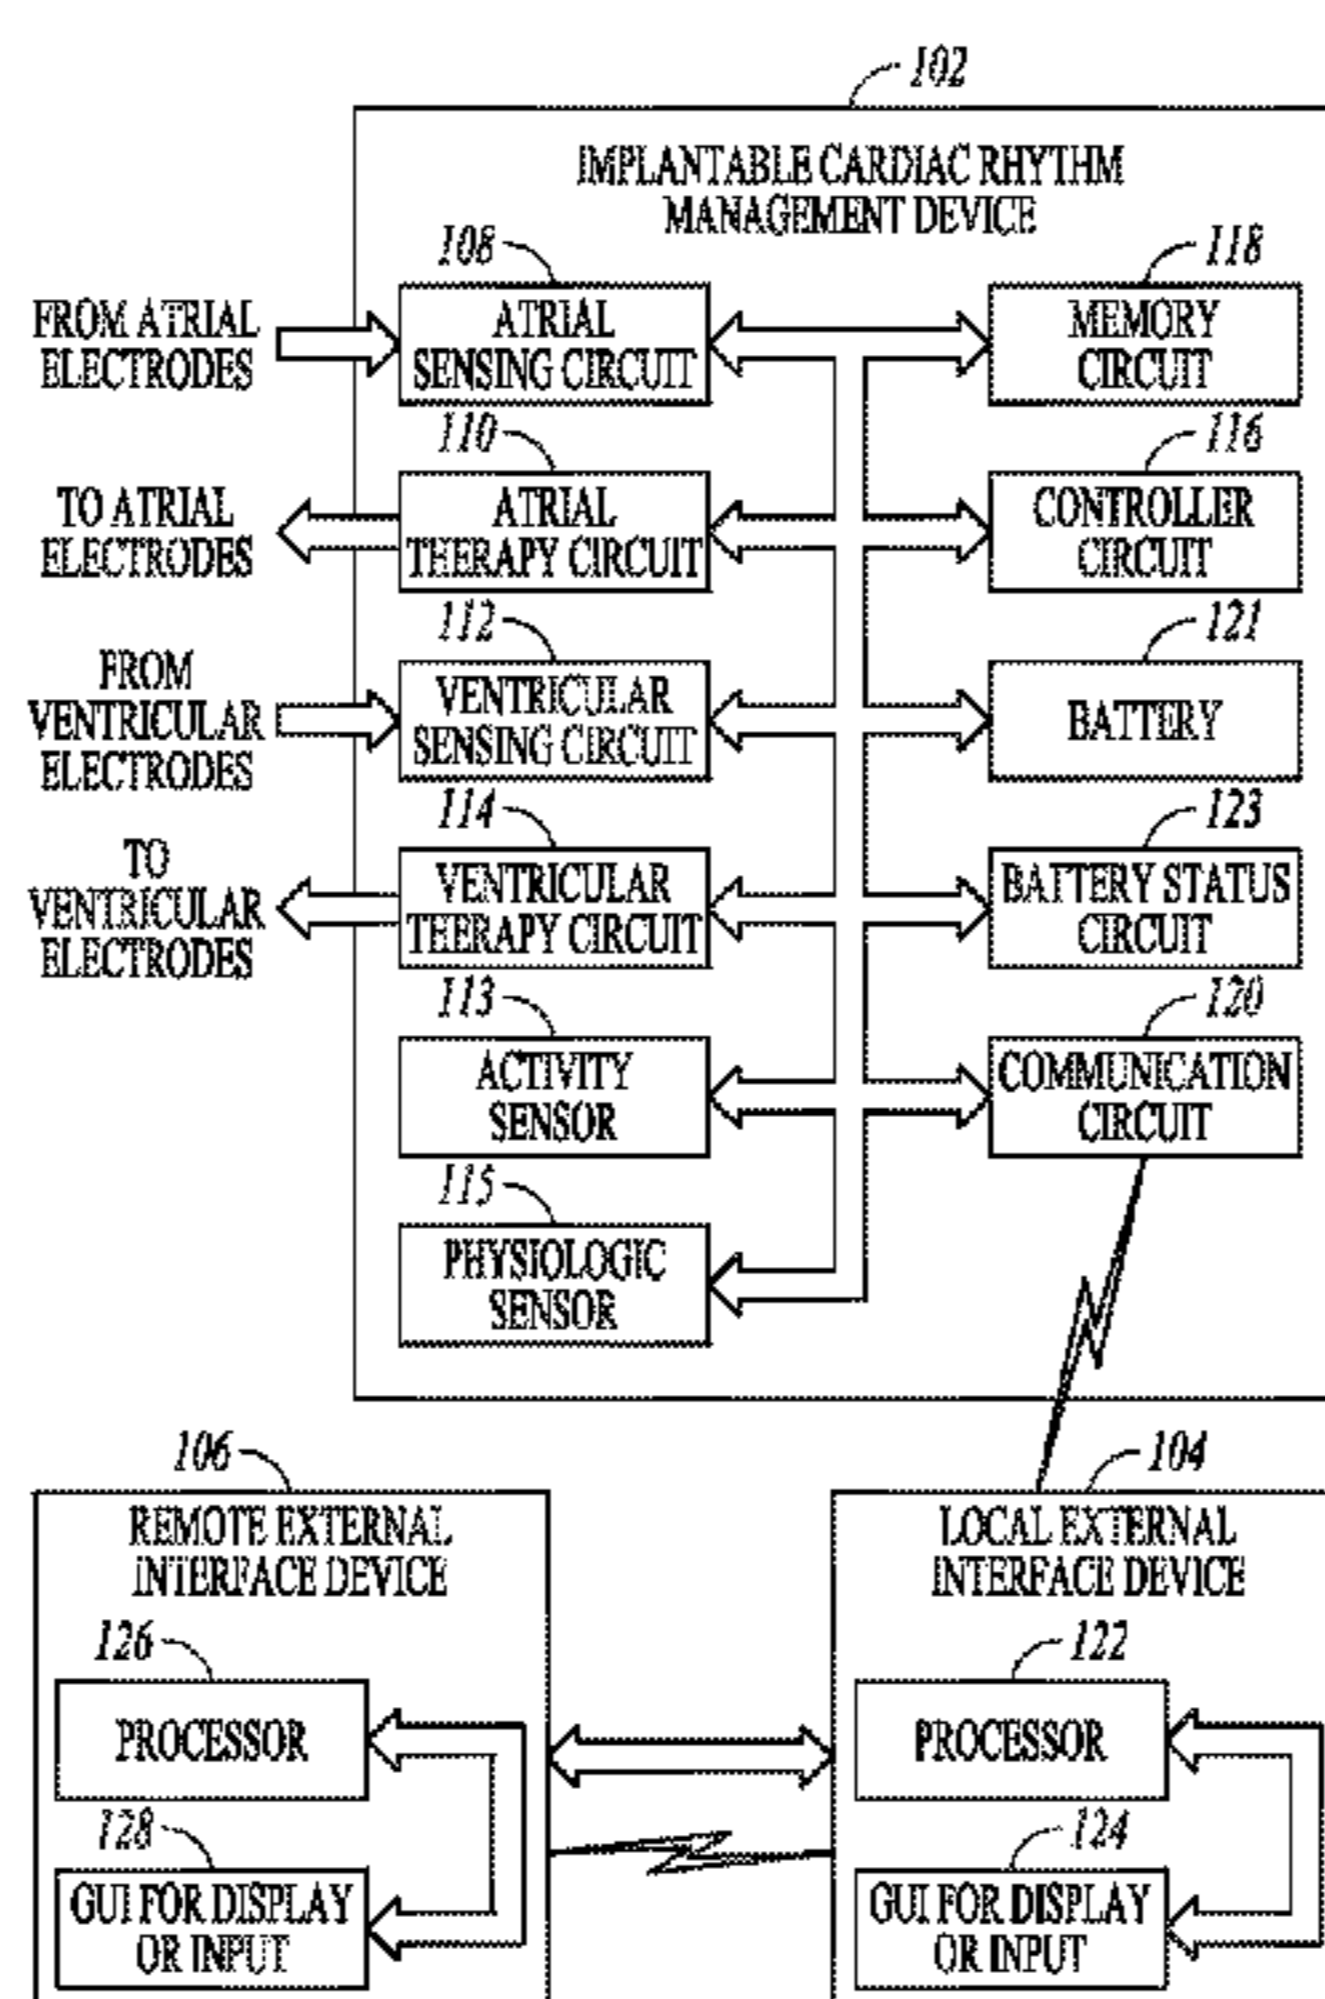 102
IMPLANTABLE CARDIAC RHYTHM
MANAGEMENT DEVICE
108
118
FROM ATRIAL
ELECTRODES
ATRIAL
SENSING CIRCUIT
MEMORY
CIRCUIT
110
116
TO ATRIAL
ELECTRODES
ATRIAL
THERAPY CIRCUIT
CONTROLLER
CIRCUIT
112
121
FROM
VENTRICULAR
ELECTRODES
VENTRICULAR
SENSING CIRCUIT
BATTERY
114
123
TO
VENTRICULAR
ELECTRODES
VENTRICULAR
THERAPY CIRCUIT
BATTERY STATUS
CIRCUIT
113
120
ACTIVITY
SENSOR
COMMUNICATION
CIRCUIT
115
PHYSIOLOGIC
SENSOR
106
104
REMOTE EXTERNAL
INTERFACE DEVICE
LOCAL EXTERNAL
INTERFACE DEVICE
126
122
PROCESSOR
PROCESSOR
128
124
GUI FOR DISPLAY
OR INPUT
GUI FOR DISPLAY
OR INPUT